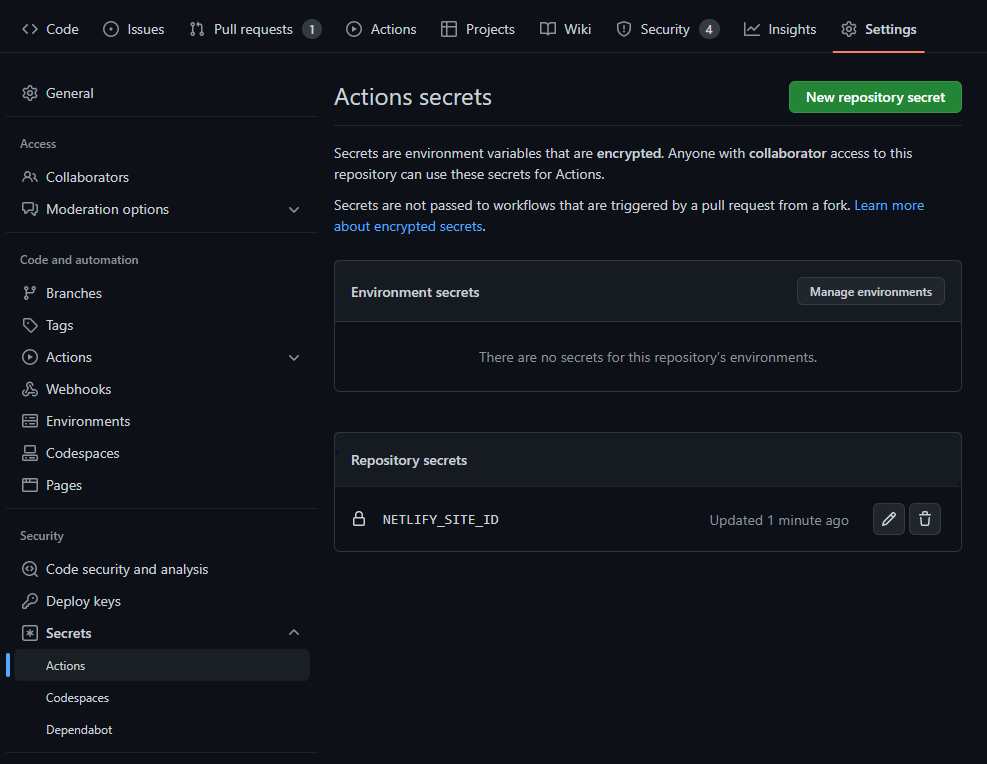 Code Issues Pull requests 1 Actions Projects Wiki Security 4 Insights Settings
General
Access
Collaborators
Moderation options
Code and automation
Branches
Tags
Actions
Webhooks
Environments
Codespaces
Pages
Security
Code security and analysis
Deploy keys
Secrets
Actions
Codespaces
Dependabot
Actions secrets
New repository secret
Secrets are environment variables that are encrypted. Anyone with collaborator access to this
repository can use these secrets for Actions.
Secrets are not passed to workflows that are triggered by a pull request from a fork. Learn more
about encrypted secrets.
Environment secrets
Manage environments
There are no secrets for this repository's environments.
Repository secrets
NETLIFY_SITE_ID
Updated 1 minute ago